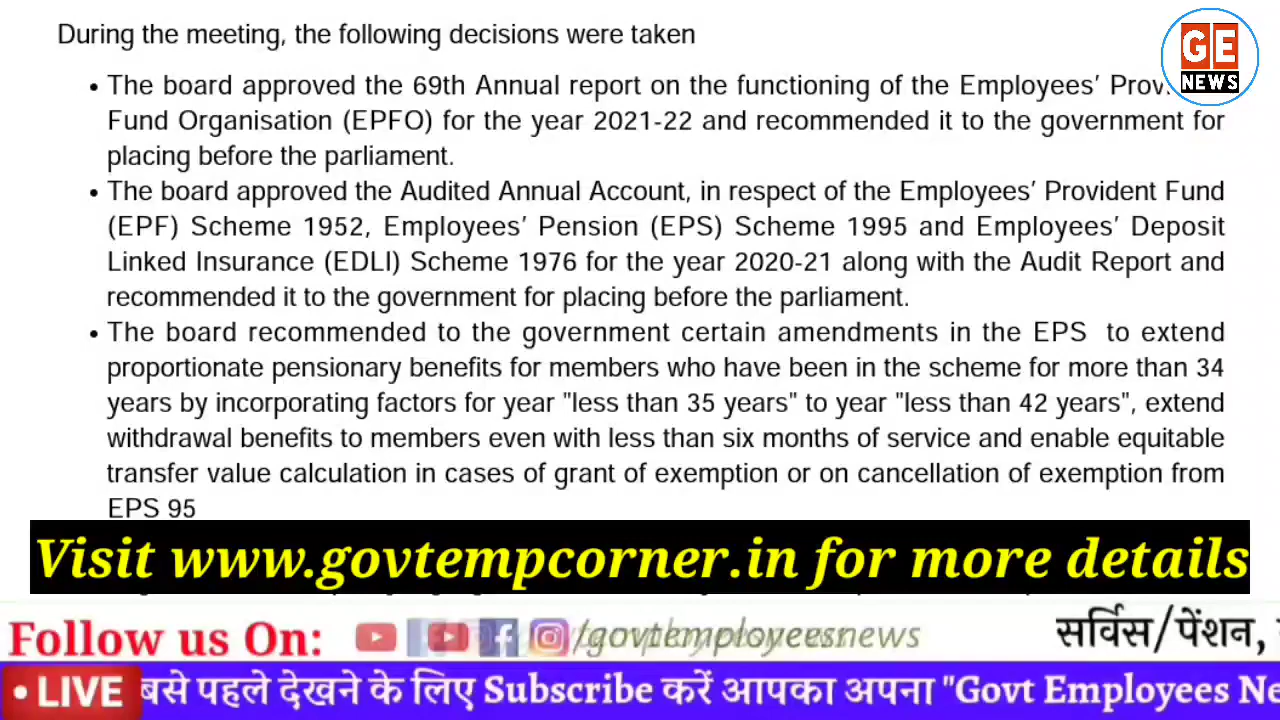 During the meeting, the following decisions were taken
GE
NEWS
• The board approved the 69th Annual report on the functioning of the Employees’
Fund Organisation (EPFO) for the year 2021-22 and recommended it to the government for
placing before the parliament.
• The board approved the Audited Annual Account, in respect of the Employees’ Provident Fund
(EPF) Scheme 1952, Employees’ Pension (EPS) Scheme 1995 and Employees’ Deposit
Linked Insurance (EDLI) Scheme 1976 for the year 2020-21 along with the Audit Report and
recommended it to the government for placing before the parliament.
• The board recommended to the government certain amendments in the EPS to extend
proportionate pensionary benefits for members who have been in the scheme for more than 34
years by incorporating factors for year "less than 35 years" to year "less than 42 years", extend
withdrawal benefits to members even with less than six months of service and enable equitable
transfer value calculation in cases of grant of exemption or on cancellation of exemption from
EPS 95
Visit www.govtempcorner.in for more details
Follow us On: /govtemployeesnews
सर्विस/पेंशन,
• LIVE बसे पहले देखने के लिए Subscribe करें आपका अपना "Govt Employees Ne